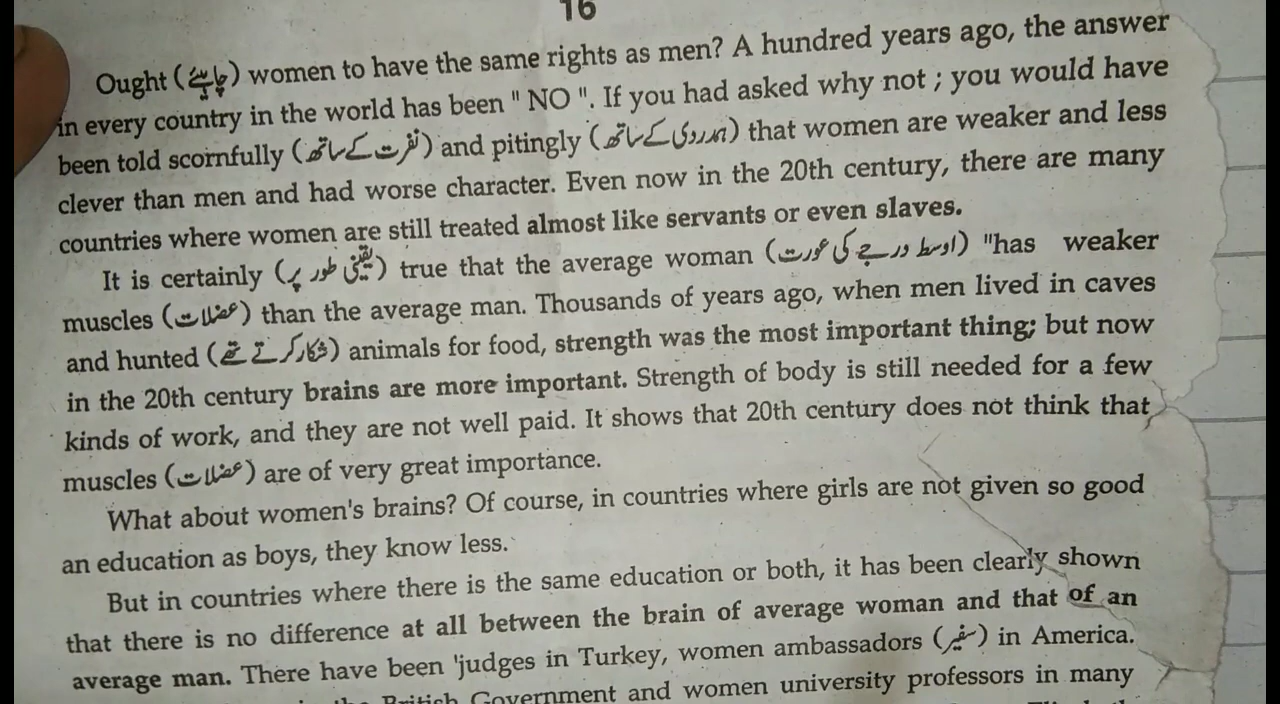 16
Ought (چاہیئے) women to have the same rights as men? A hundred years ago, the answer
in every country in the world has been " NO ". If you had asked why not ; you would have
been told scornfully (نفرت کے ساتھ) and pitingly (ہمدردی کے ساتھ) that women are weaker and less
clever than men and had worse character. Even now in the 20th century, there are many
countries where women are still treated almost like servants or even slaves.
It is certainly (یقینی طور پر) true that the average woman (اوسط درجے کی عورت) "has weaker
muscles (عضلات) than the average man. Thousands of years ago, when men lived in caves
and hunted (شکار کرتے تھے) animals for food, strength was the most important thing; but now
in the 20th century brains are more important. Strength of body is still needed for a few
kinds of work, and they are not well paid. It shows that 20th century does not think that
muscles (عضلات) are of very great importance.
What about women's brains? Of course, in countries where girls are not given so good
an education as boys, they know less.
But in countries where there is the same education or both, it has been clearly shown
that there is no difference at all between the brain of average woman and that of an
average man. There have been 'judges in Turkey, women ambassadors (سفیر) in America.
British Government and women university professors in many